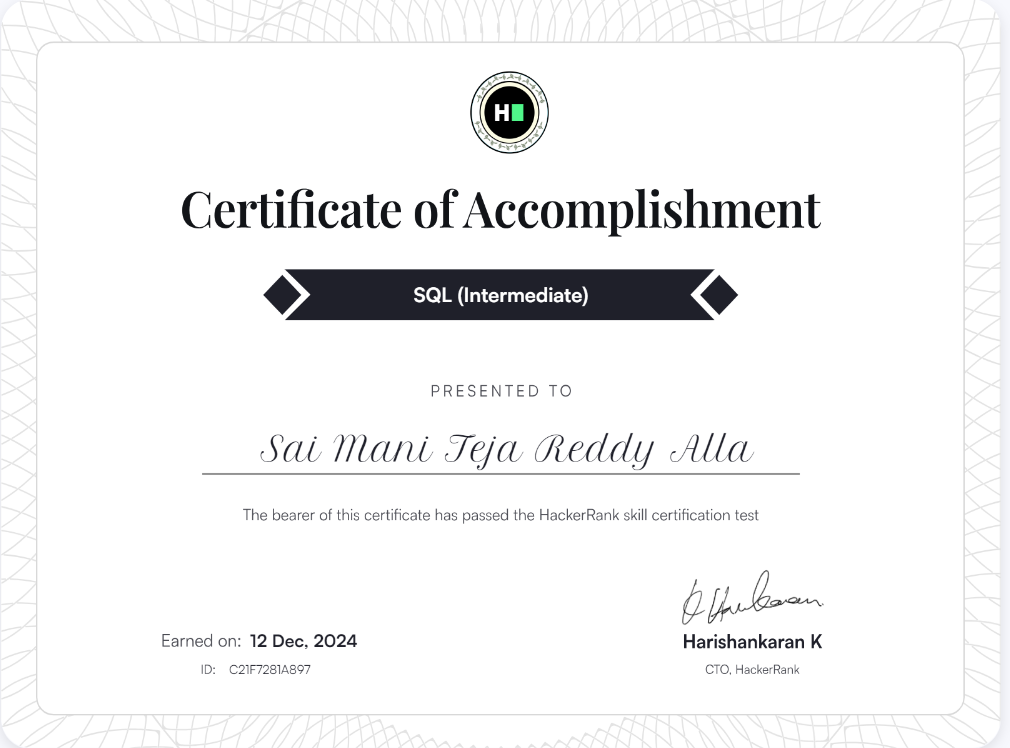 H
Certificate of Accomplishment
SQL (Intermediate)
PRESENTED TO
Sai Mani Teja Reddy Alla
The bearer of this certificate has passed the HackerRank skill certification test
Earned on: 12 Dec, 2024
ID: C21F7281A897
Harishankaran K
CTO, HackerRank